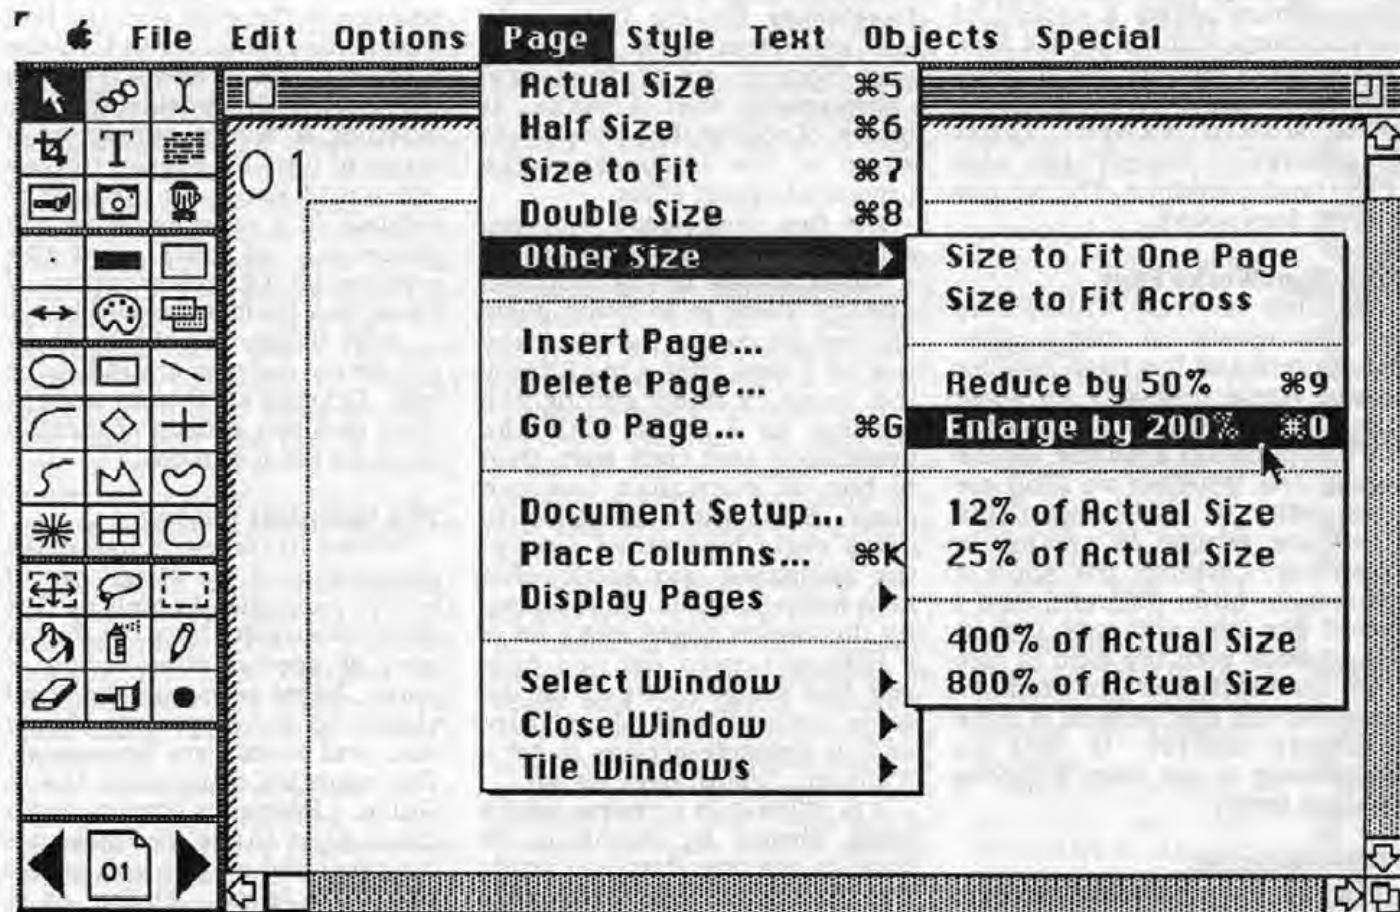 File Edit Options Page Style Text Objects Special
Actual Size ⌘5
Half Size ⌘6
Size to Fit ⌘7
Double Size ⌘8
Other Size
Insert Page...
Delete Page...
Go to Page... ⌘G
Document Setup...
Place Columns... ⌘K
Display Pages
Select Window
Close Window
Tile Windows
Size to Fit One Page
Size to Fit Across
Reduce by 50% ⌘9
Enlarge by 200% ⌘0
12% of Actual Size
25% of Actual Size
400% of Actual Size
800% of Actual Size
T
01
01